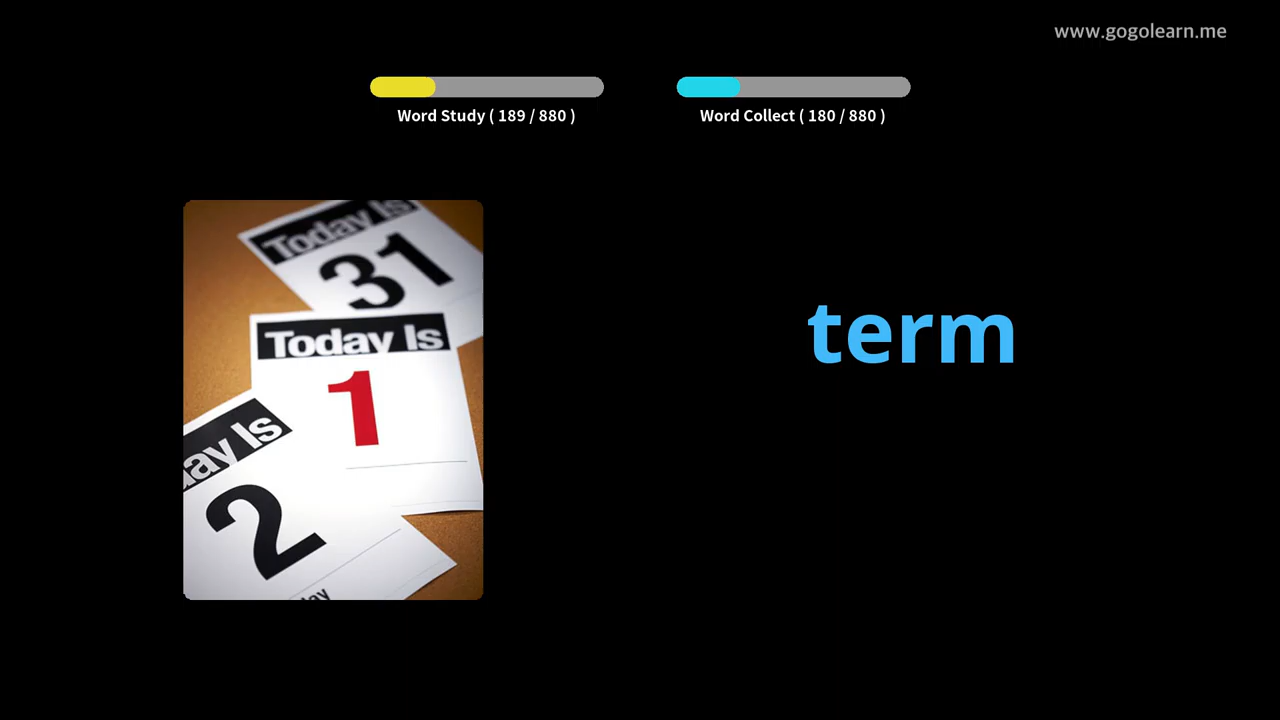 www.gogolearn.me
Word Study ( 189 / 880 )
Word Collect ( 180 / 880 )
Today Is
31
Today Is
1
ay Is
2
term